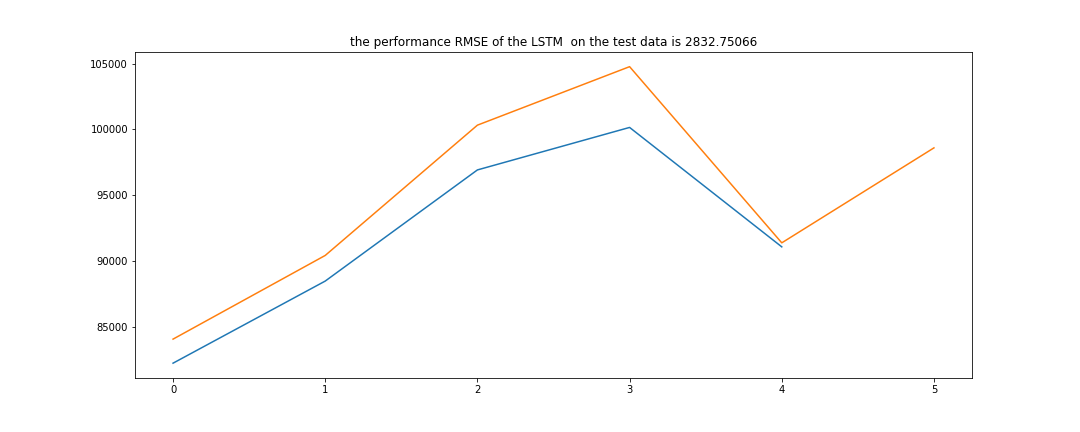 the performance RMSE of the LSTM  on the test data is 2832.75066
105000
100000
95000
90000
85000
0 1 2 3 4 5